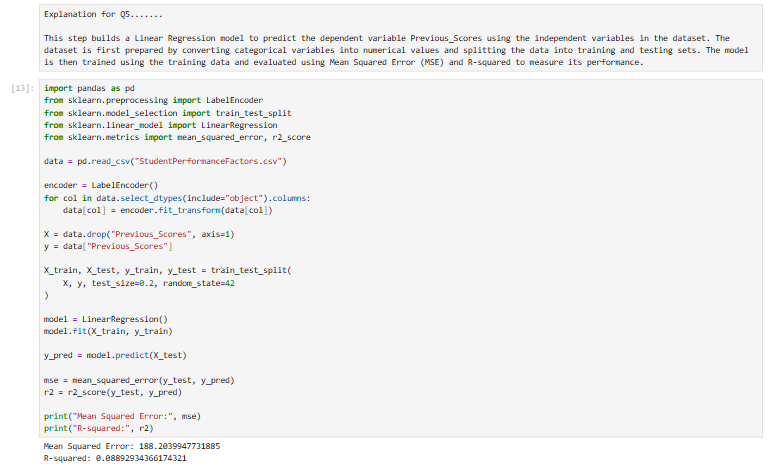 Explanation for Q5.......
This step builds a Linear Regression model to predict the dependent variable Previous_Scores using the independent variables in the dataset. The
dataset is first prepared by converting categorical variables into numerical values and splitting the data into training and testing sets. The model
is then trained using the training data and evaluated using Mean Squared Error (MSE) and R-squared to measure its performance.
[13]: import pandas as pd
from sklearn.preprocessing import LabelEncoder
from sklearn.model_selection import train_test_split
from sklearn.linear_model import LinearRegression
from sklearn.metrics import mean_squared_error, r2_score
data = pd.read_csv("StudentPerformanceFactors.csv")
encoder = LabelEncoder()
for col in data.select_dtypes(include="object").columns:
    data[col] = encoder.fit_transform(data[col])
X = data.drop("Previous_Scores", axis=1)
y = data["Previous_Scores"]
X_train, X_test, y_train, y_test = train_test_split(
    X, y, test_size=0.2, random_state=42
)
model = LinearRegression()
model.fit(X_train, y_train)
y_pred = model.predict(X_test)
mse = mean_squared_error(y_test, y_pred)
r2 = r2_score(y_test, y_pred)
print("Mean Squared Error:", mse)
print("R-squared:", r2)
Mean Squared Error: 188.2039947731885
R-squared: 0.08892934366174321